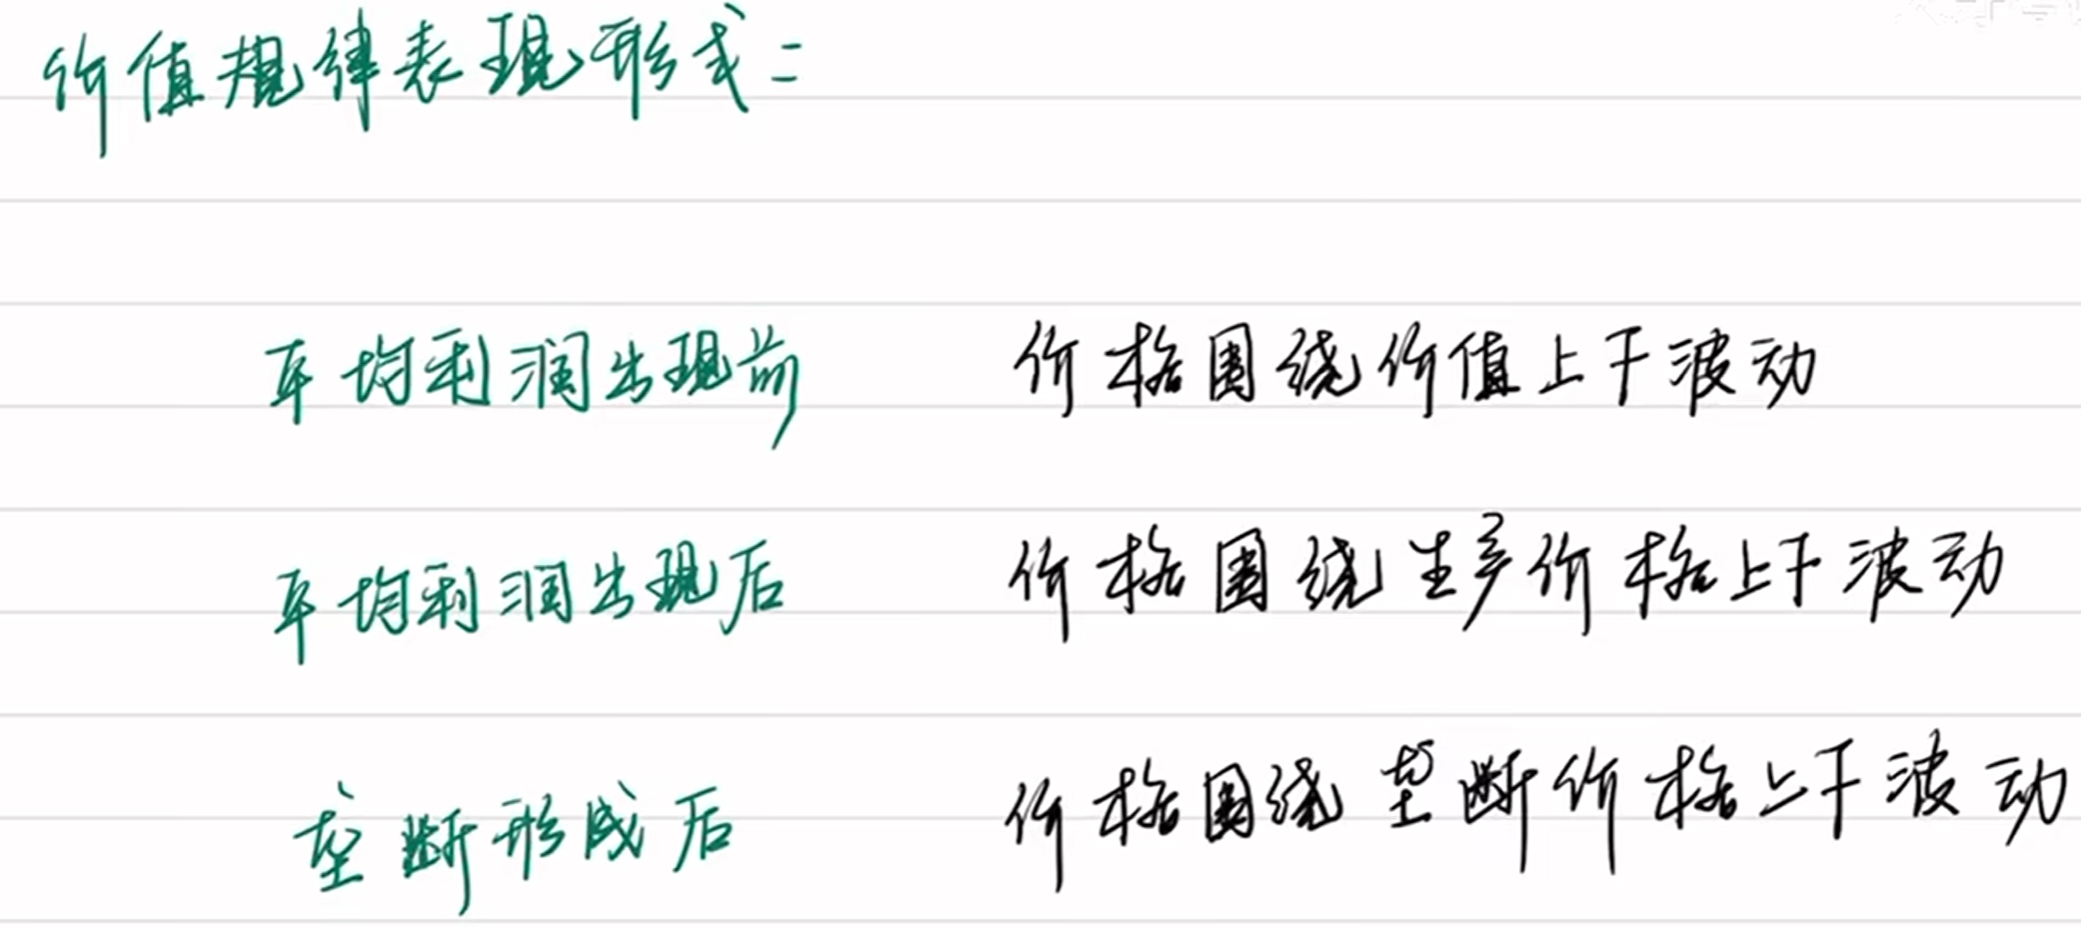 价值规律表现形式：
平均利润出现前 价格围绕价值上下波动
平均利润出现后 价格围绕生产价格上下波动
垄断形成后 价格围绕垄断价格上下波动